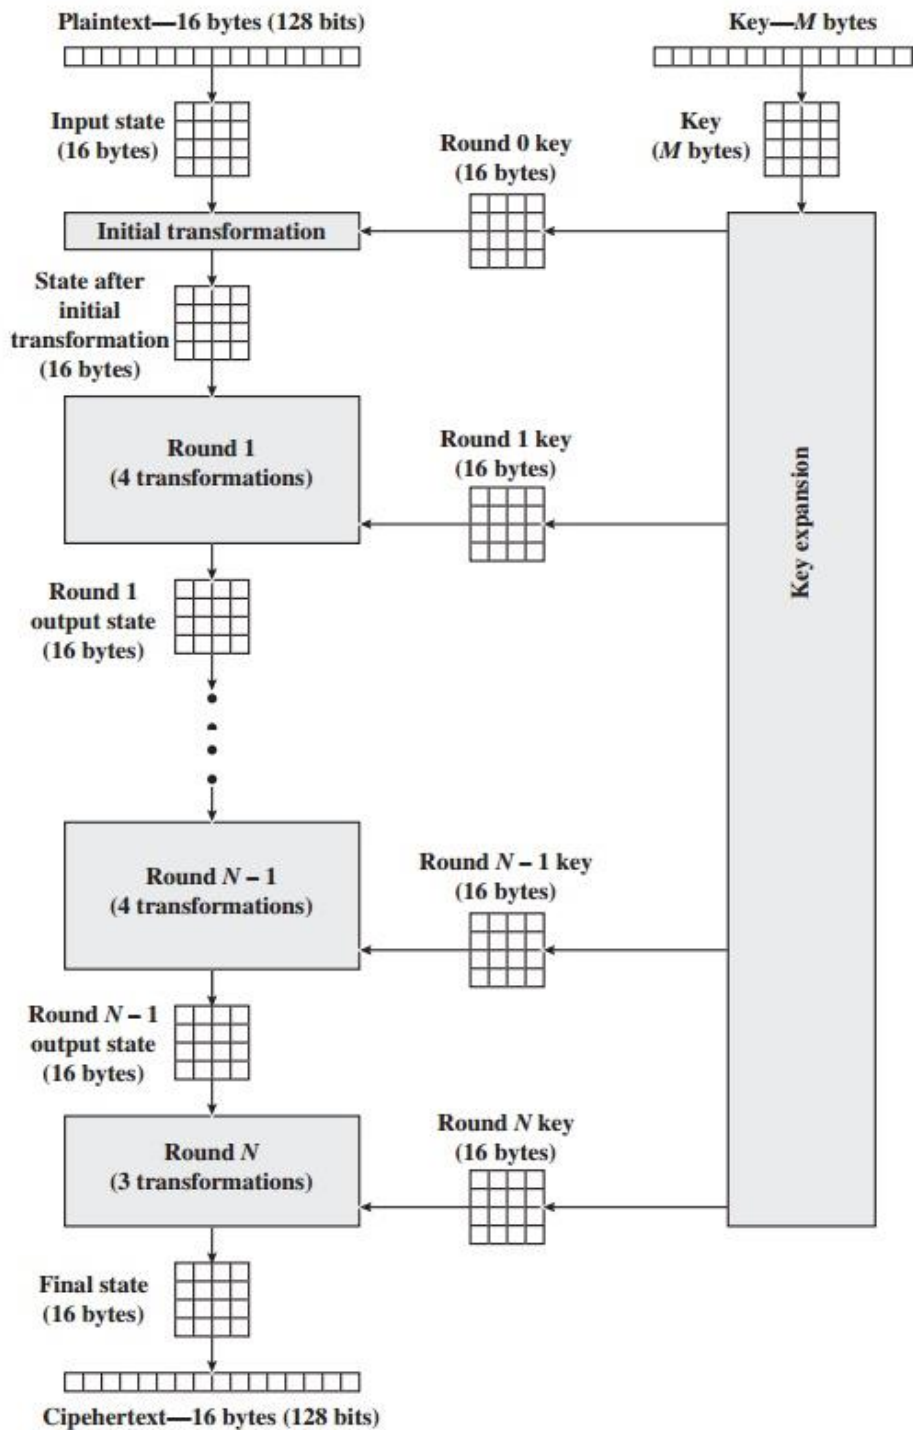 Plaintext—16 bytes (128 bits)
Key—M bytes
Input state
(16 bytes)
Key
(M bytes)
Round 0 key
(16 bytes)
Initial transformation
State after
initial
transformation
(16 bytes)
Round 1
(4 transformations)
Round 1 key
(16 bytes)
Key expansion
Round 1
output state
(16 bytes)
Round N – 1
(4 transformations)
Round N – 1 key
(16 bytes)
Round N – 1
output state
(16 bytes)
Round N
(3 transformations)
Round N key
(16 bytes)
Final state
(16 bytes)
Cipehertext—16 bytes (128 bits)